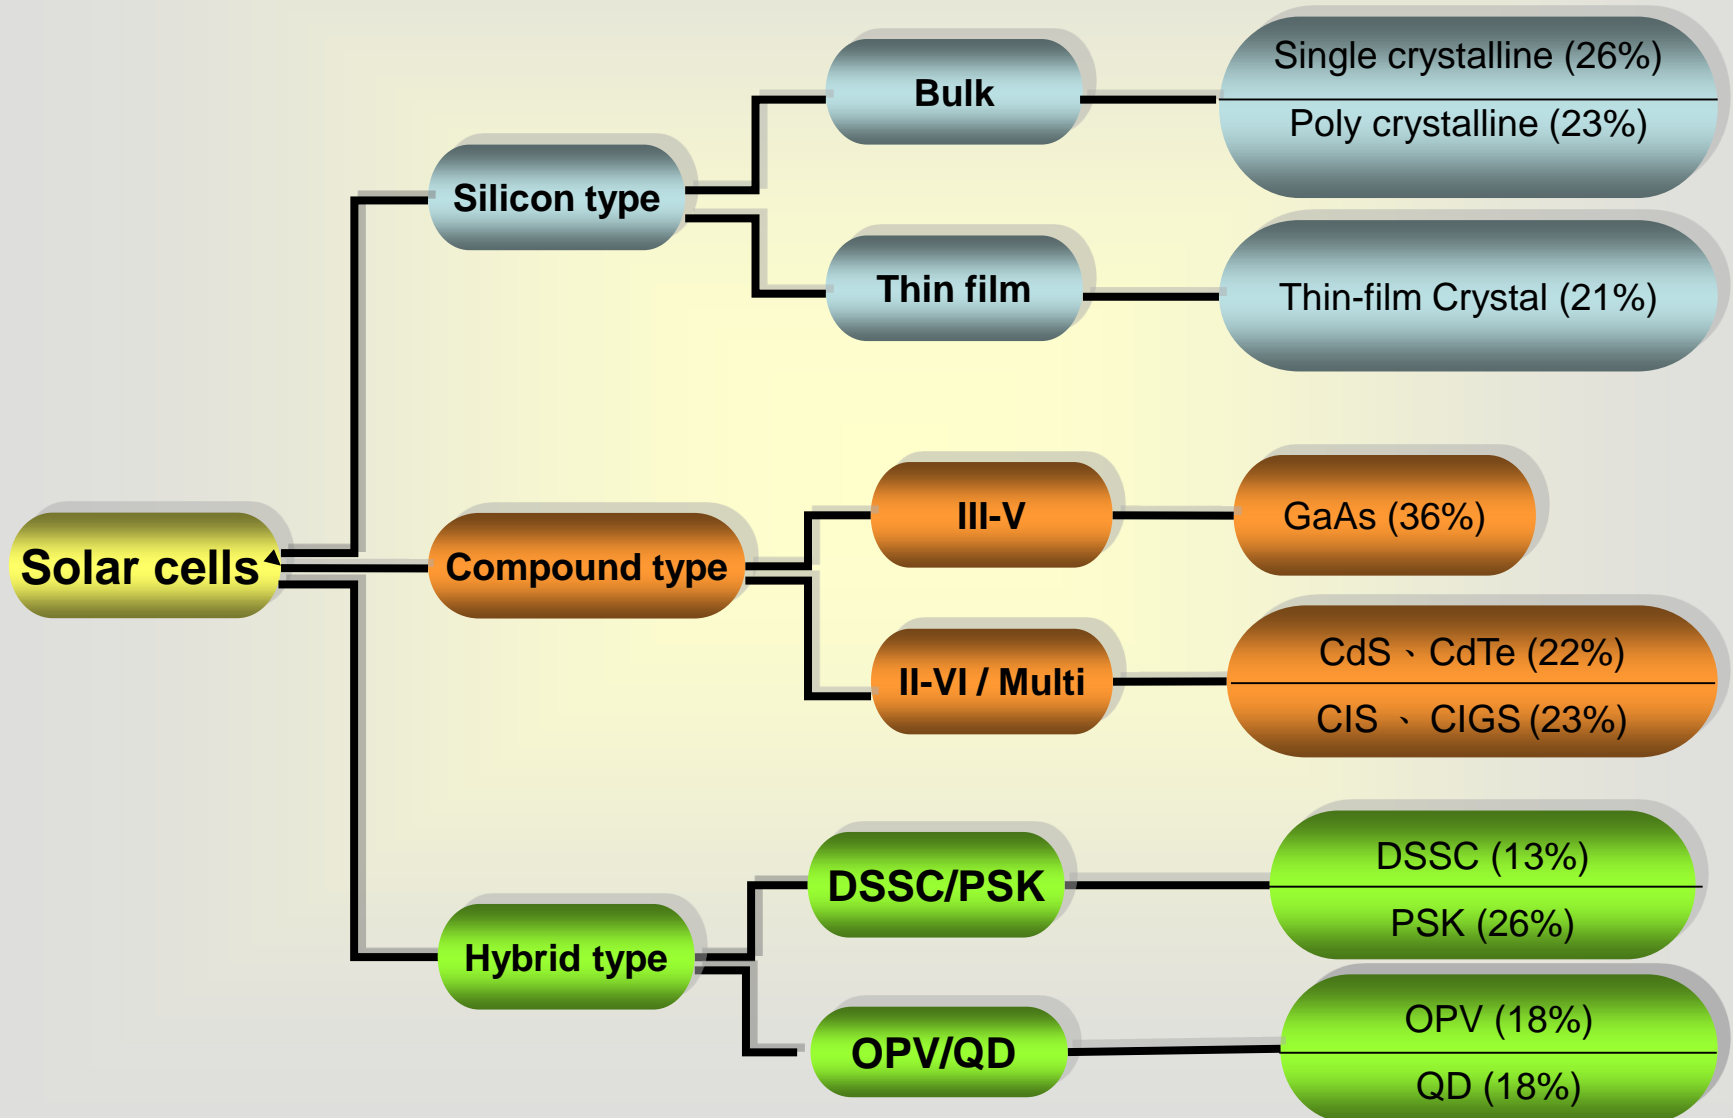 Solar cells
Silicon type
Bulk
Single crystalline (26%)
Poly crystalline (23%)
Thin film
Thin-film Crystal (21%)
Compound type
III-V
GaAs (36%)
II-VI / Multi
CdS、CdTe (22%)
CIS 、 CIGS (23%)
Hybrid type
DSSC/PSK
DSSC (13%)
PSK (26%)
OPV/QD
OPV (18%)
QD (18%)